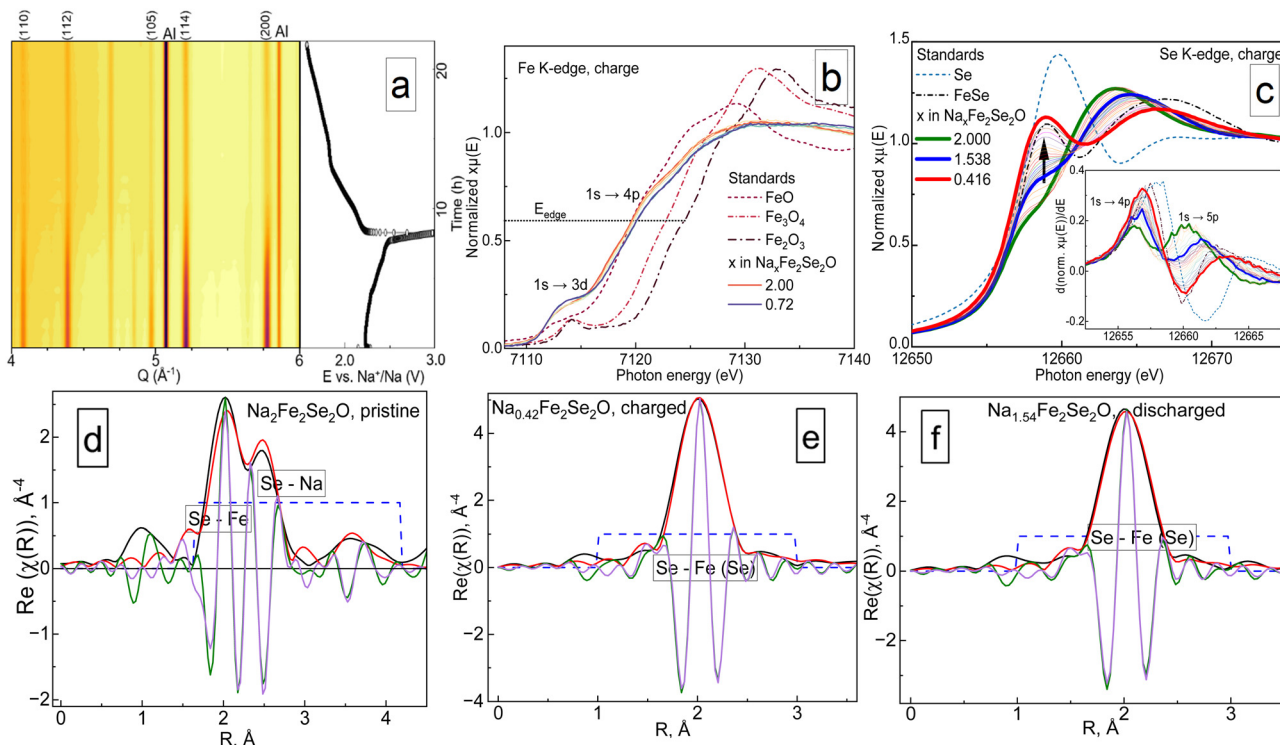 a
(110)
(112)
(105)
Al
(114)
(200)
Al
20
10
Time (h)
4
5
6
2.0
3.0
Q (Å⁻¹)
E vs. Na⁺/Na (V)
b
Fe K-edge, charge
1.0
0.5
0.0
Normalized xμ(E)
1s → 4p
E_edge
1s → 3d
Standards
FeO
Fe₃O₄
Fe₂O₃
x in NaₓFe₂Se₂O
2.00
0.72
7110
7120
7130
7140
Photon energy (eV)
c
Se K-edge, charge
1.5
1.0
0.5
0.0
Normalized xμ(E)
Standards
Se
FeSe
x in NaₓFe₂Se₂O
2.000
1.538
0.416
1s → 4p
1s → 5p
0.4
0.2
0.0
-0.2
d(norm. xμ(E))/dE
12655
12660
12665
12650
12660
12670
Photon energy (eV)
d
Na₂Fe₂Se₂O, pristine
Se - Na
Se - Fe
2
1
0
−1
−2
Re(χ(R)), Å⁻⁴
0
1
2
3
4
R, Å
e
Na₀.₄₂Fe₂Se₂O, charged
Se - Fe (Se)
4
2
0
−2
−4
Re(χ(R)), Å⁻⁴
0
1
2
3
R, Å
f
Na₁.₅₄Fe₂Se₂O, discharged
Se - Fe (Se)
4
2
0
−2
Re(χ(R)), Å⁻⁴
0
1
2
3
R, Å